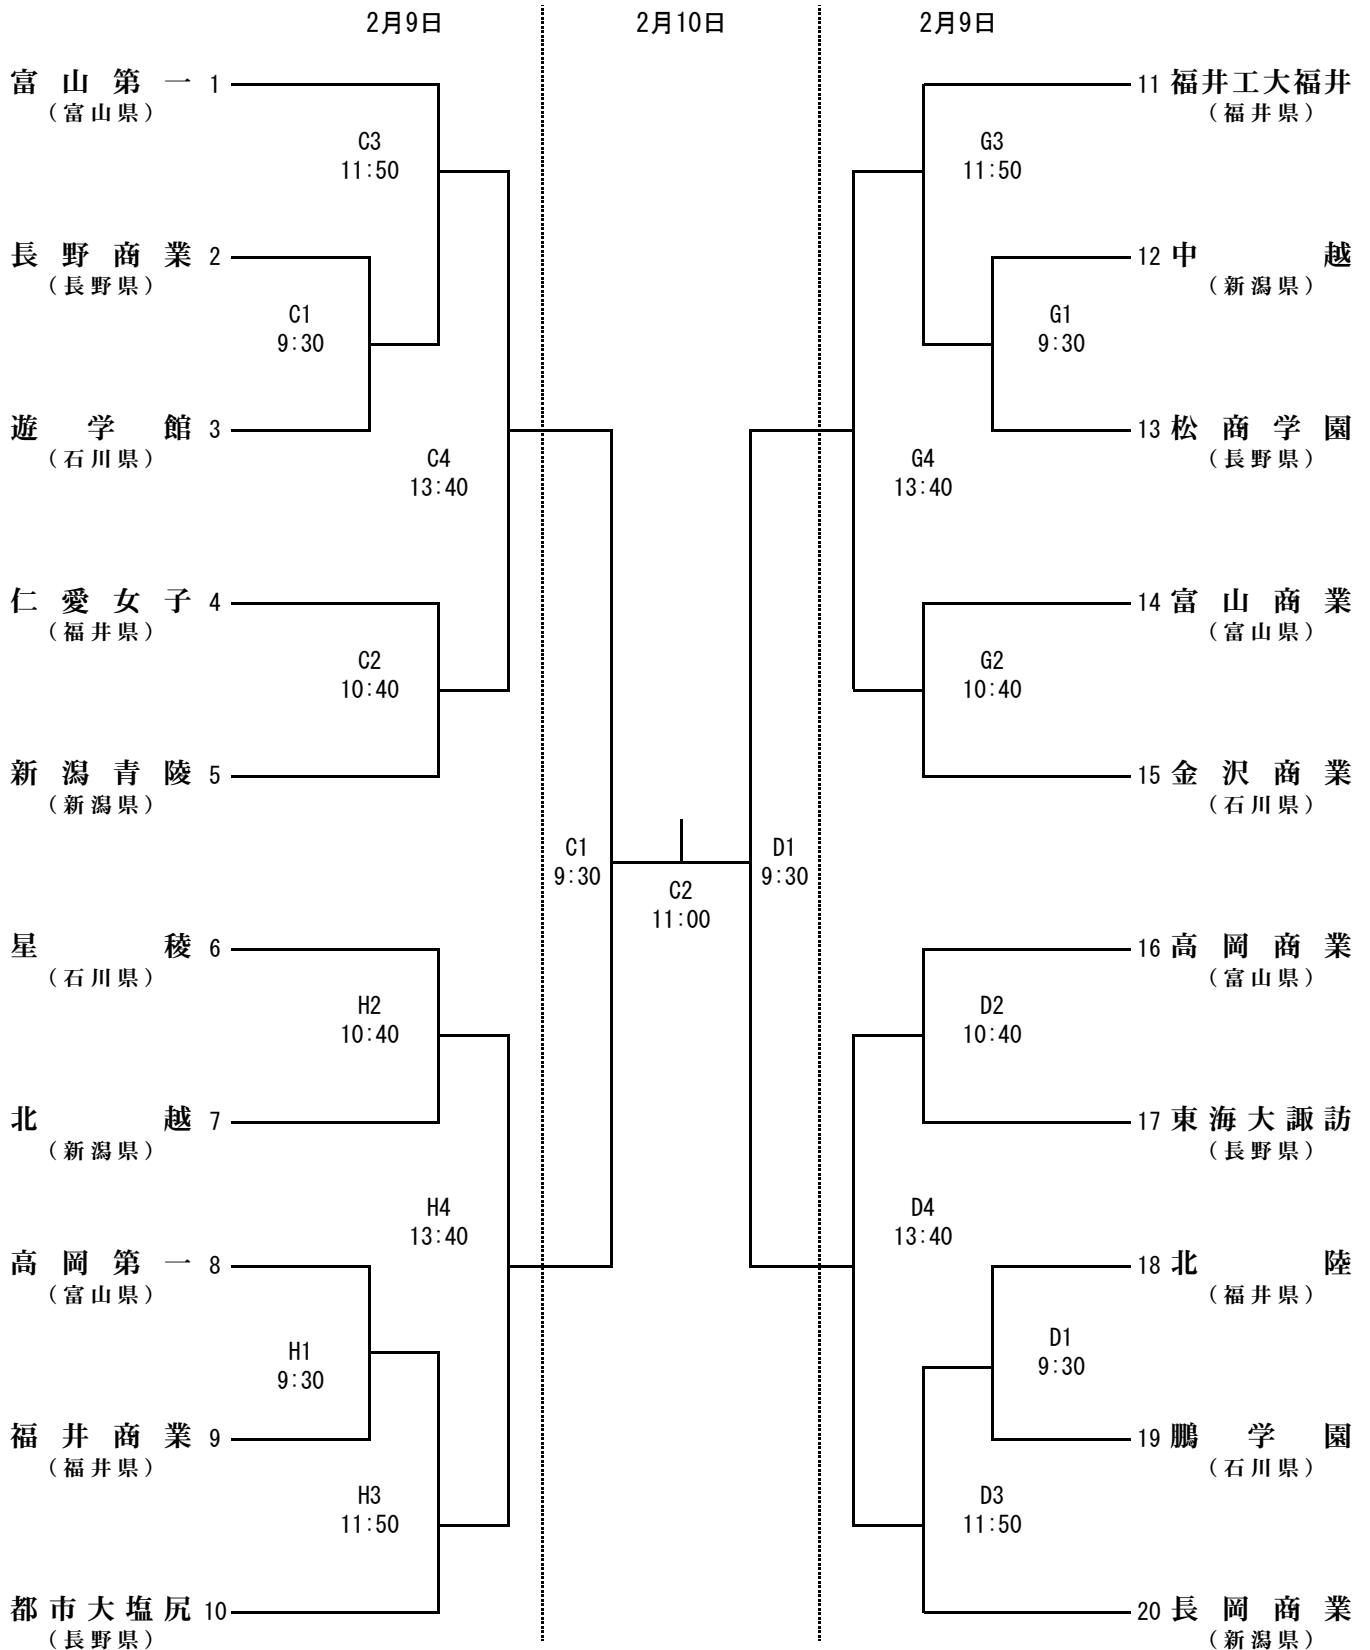 2月9日 2月10日 2月9日
富山第一 1
（富山県）
C3
11:50
長野商業 2
（長野県）
C1
9:30
遊学館 3
（石川県）
C4
13:40
仁愛女子 4
（福井県）
C2
10:40
新潟青陵 5
（新潟県）
星稜 6
（石川県）
H2
10:40
北越 7
（新潟県）
H4
13:40
高岡第一 8
（富山県）
H1
9:30
福井商業 9
（福井県）
H3
11:50
都市大塩尻 10
（長野県）
C1
9:30
C2
11:00
D1
9:30
11 福井工大福井
（福井県）
G3
11:50
12 中越
（新潟県）
G1
9:30
13 松商学園
（長野県）
G4
13:40
14 富山商業
（富山県）
G2
10:40
15 金沢商業
（石川県）
16 高岡商業
（富山県）
D2
10:40
17 東海大諏訪
（長野県）
D4
13:40
18 北陸
（福井県）
D1
9:30
19 鵬学園
（石川県）
D3
11:50
20 長岡商業
（新潟県）